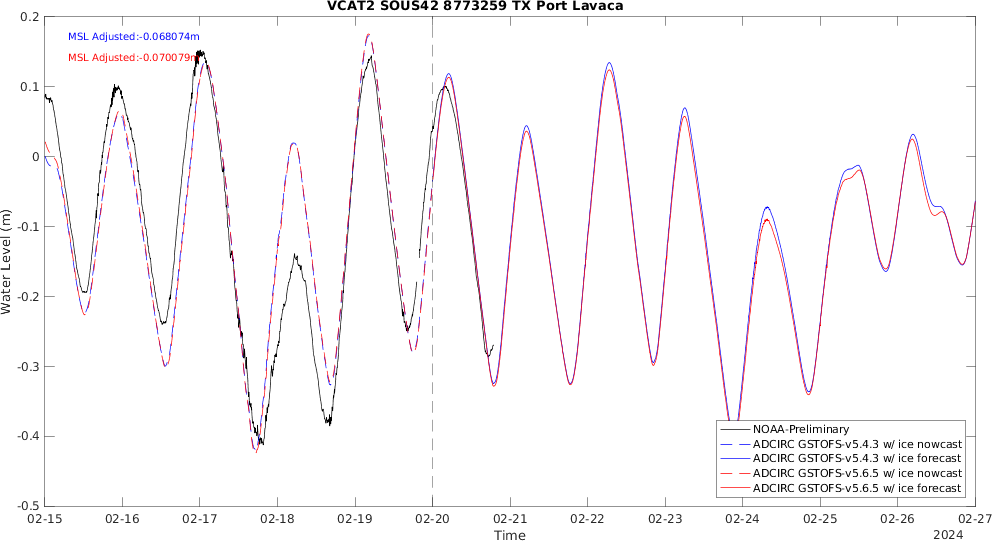 VCAT2 SOUS42 8773259 TX Port Lavaca
MSL Adjusted:-0.068074m
MSL Adjusted:-0.070079m
Water Level (m)
0.2
0.1
0
-0.1
-0.2
-0.3
-0.4
-0.5
NOAA-Preliminary
ADCIRC GSTOFS-v5.4.3 w/ ice nowcast
ADCIRC GSTOFS-v5.4.3 w/ ice forecast
ADCIRC GSTOFS-v5.6.5 w/ ice nowcast
ADCIRC GSTOFS-v5.6.5 w/ ice forecast
02-15 02-16 02-17 02-18 02-19 02-20 02-21 02-22 02-23 02-24 02-25 02-26 02-27
Time
2024